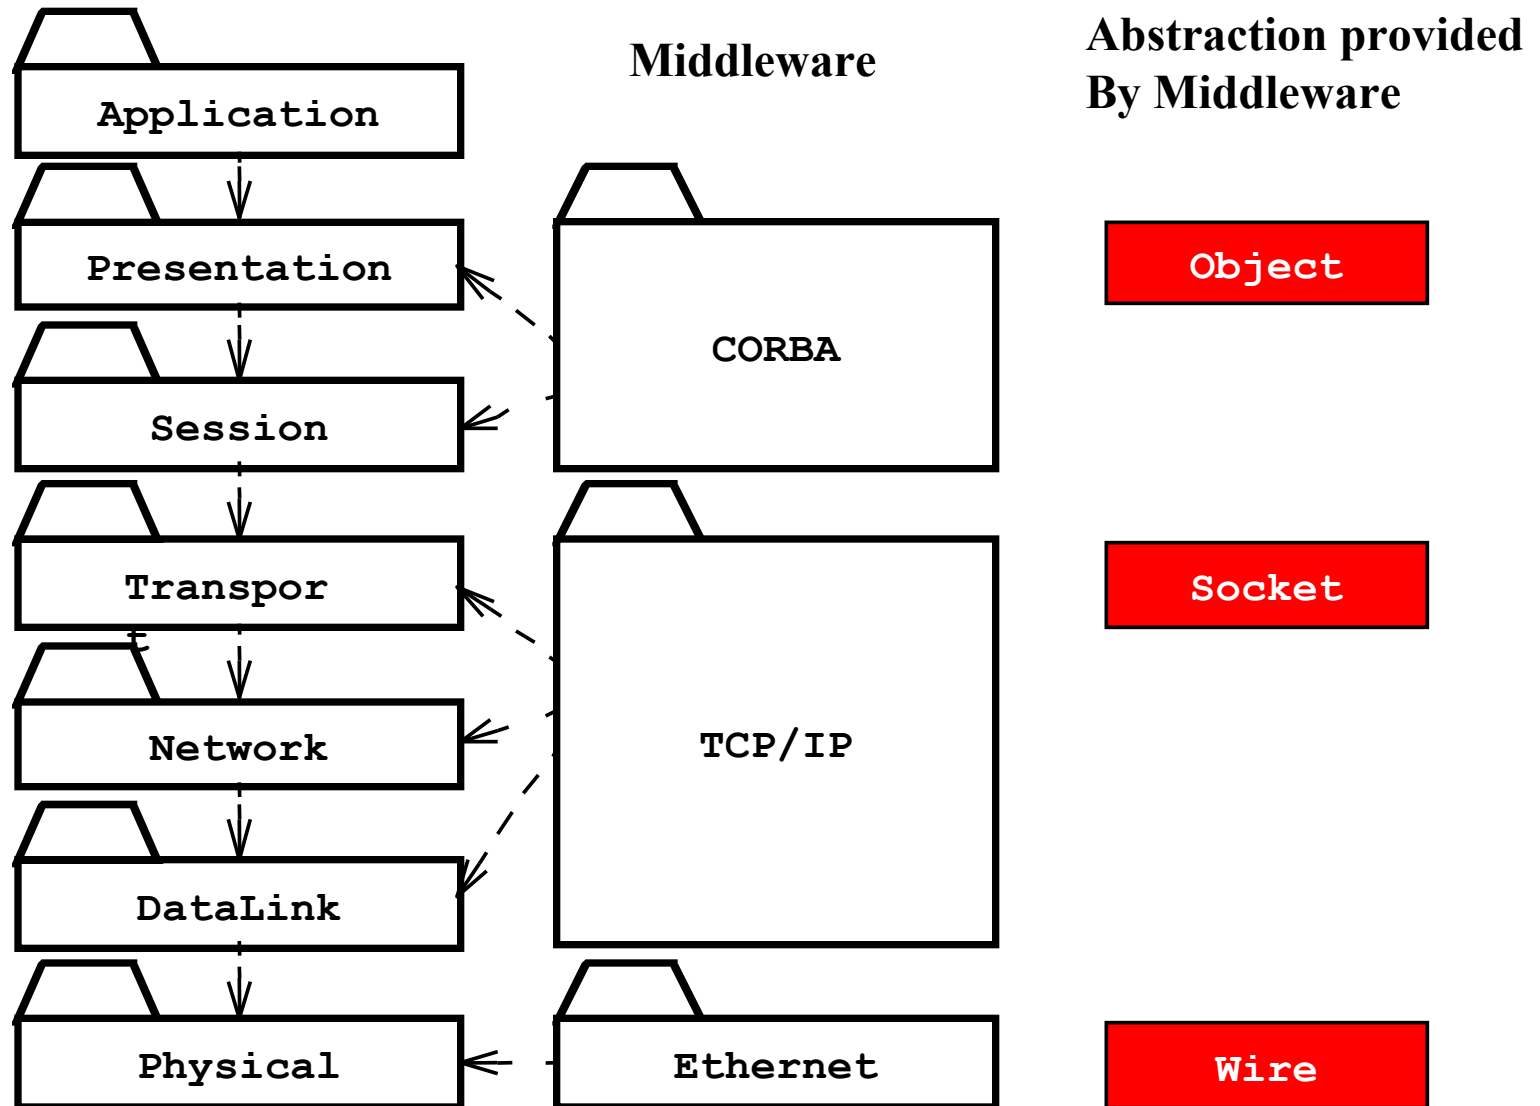 Middleware
Abstraction provided
By Middleware
Application
Presentation
Object
CORBA
Session
Transpor
t
Socket
Network
TCP/IP
DataLink
Physical
Ethernet
Wire